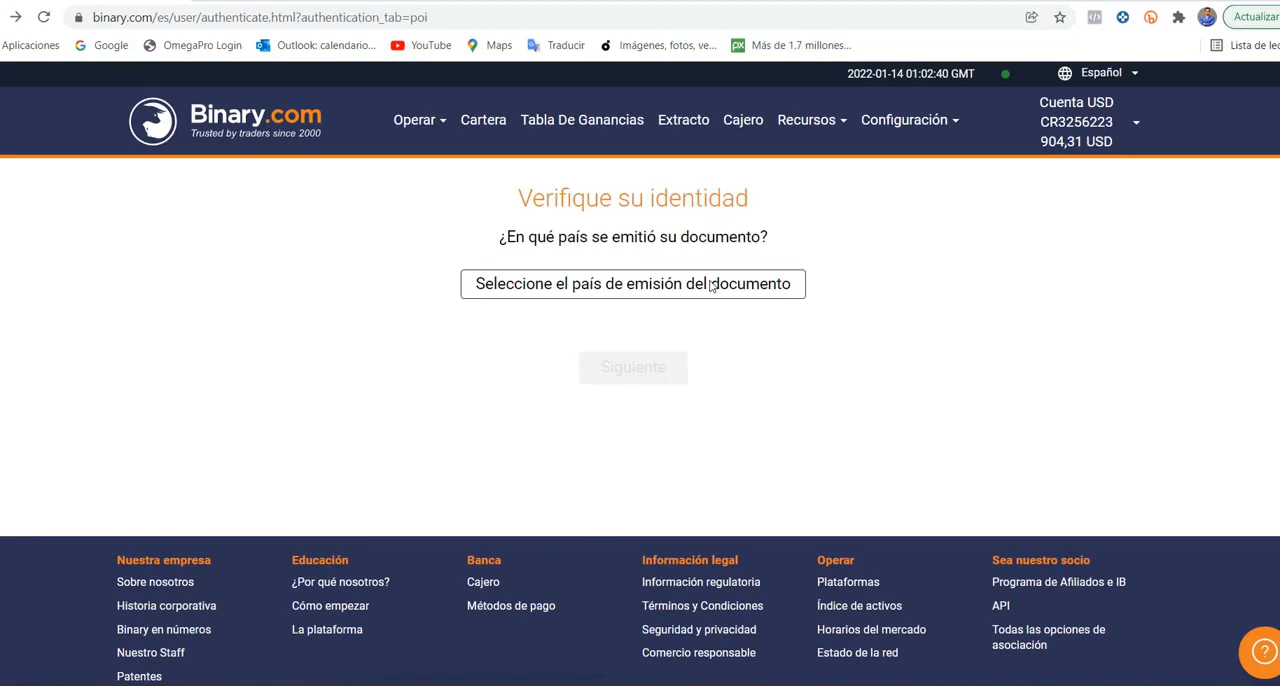 binary.com/es/user/authenticate.html?authentication_tab=poi
Actualizar
Aplicaciones Google OmegaPro Login Outlook: calendario... YouTube Maps Traducir Imágenes, fotos, ve... Más de 1.7 millones... Lista de lec
2022-01-14 01:02:40 GMT Español
Binary.com
Trusted by traders since 2000
Operar Cartera Tabla De Ganancias Extracto Cajero Recursos Configuración
Cuenta USD
CR3256223
904,31 USD
Verifique su identidad
¿En qué país se emitió su documento?
Seleccione el país de emisión del documento
Siguiente
Nuestra empresa
Sobre nosotros
Historia corporativa
Binary en números
Nuestro Staff
Patentes
Educación
¿Por qué nosotros?
Cómo empezar
La plataforma
Banca
Cajero
Métodos de pago
Información legal
Información regulatoria
Términos y Condiciones
Seguridad y privacidad
Comercio responsable
Operar
Plataformas
Índice de activos
Horarios del mercado
Estado de la red
Sea nuestro socio
Programa de Afiliados e IB
API
Todas las opciones de
asociación
?